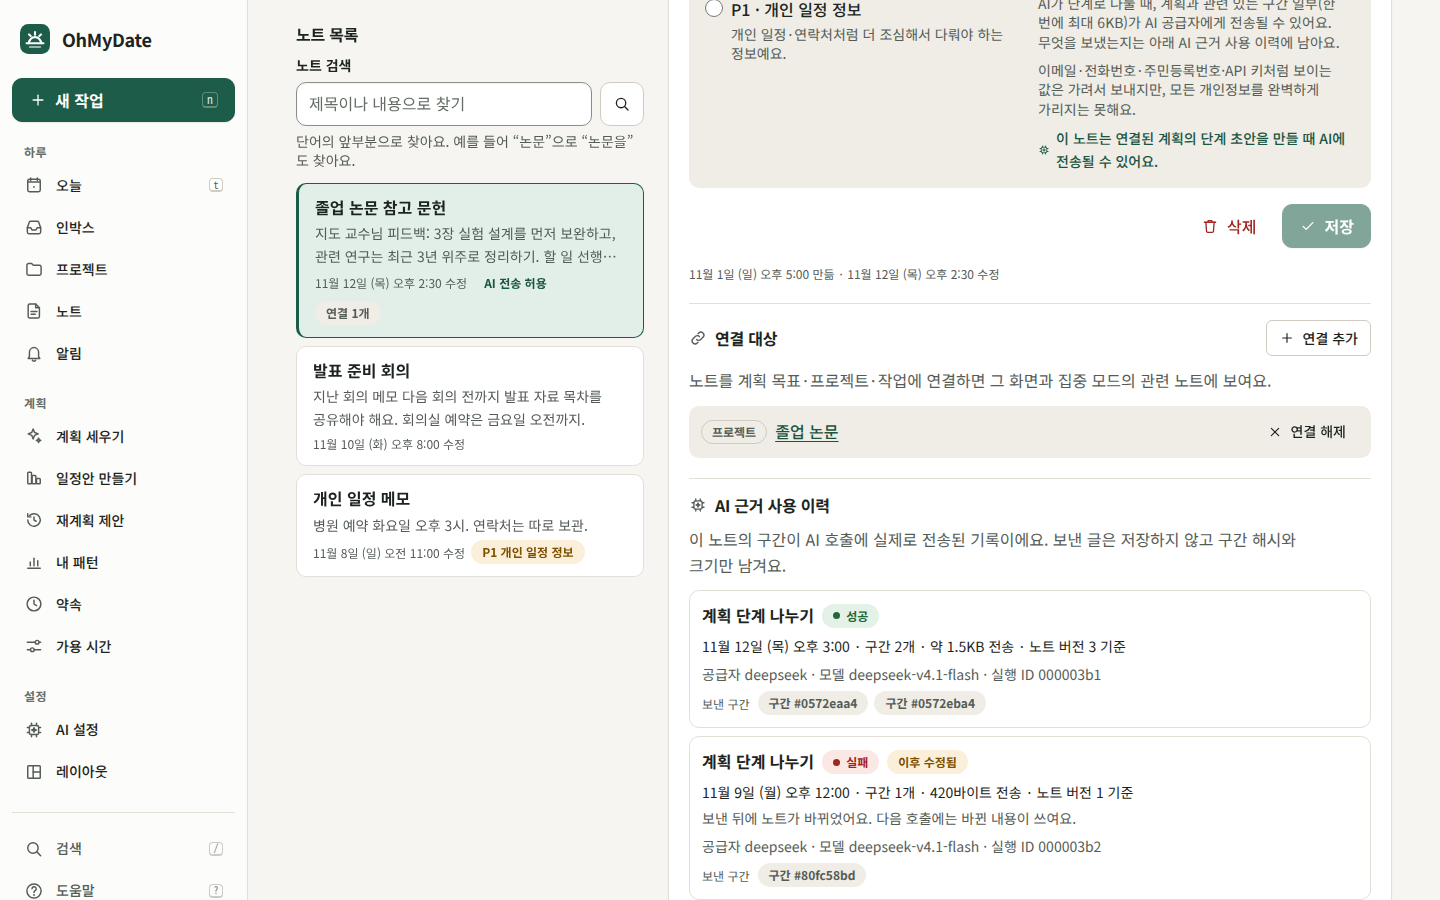 OhMyDate
새 작업
n
하루
오늘
t
인박스
프로젝트
노트
알림
계획
계획 세우기
일정안 만들기
재계획 제안
내 패턴
약속
가용 시간
설정
AI 설정
레이아웃
검색
/
도움말
?
노트 목록
노트 검색
제목이나 내용으로 찾기
단어의 앞부분으로 찾아요. 예를 들어 “논문”으로 “논문을”
도 찾아요.
졸업 논문 참고 문헌
지도 교수님 피드백: 3장 실험 설계를 먼저 보완하고,
관련 연구는 최근 3년 위주로 정리하기. 할 일 선행…
11월 12일 (목) 오후 2:30 수정
AI 전송 허용
연결 1개
발표 준비 회의
지난 회의 메모 다음 회의 전까지 발표 자료 목차를
공유해야 해요. 회의실 예약은 금요일 오전까지.
11월 10일 (화) 오후 8:00 수정
개인 일정 메모
병원 예약 화요일 오후 3시. 연락처는 따로 보관.
11월 8일 (일) 오전 11:00 수정
P1 개인 일정 정보
P1 · 개인 일정 정보
개인 일정·연락처처럼 더 조심해서 다뤄야 하는
정보예요.
AI가 단계로 나눌 때, 계획과 관련 있는 구간 일부(한
번에 최대 6KB)가 AI 공급자에게 전송될 수 있어요.
무엇을 보냈는지는 아래 AI 근거 사용 이력에 남아요.
이메일·전화번호·주민등록번호·API 키처럼 보이는
값은 가려서 보내지만, 모든 개인정보를 완벽하게
가리지는 못해요.
이 노트는 연결된 계획의 단계 초안을 만들 때 AI에
전송될 수 있어요.
삭제
저장
11월 1일 (일) 오후 5:00 만듦 · 11월 12일 (목) 오후 2:30 수정
연결 대상
연결 추가
노트를 계획 목표·프로젝트·작업에 연결하면 그 화면과 집중 모드의 관련 노트에 보여요.
프로젝트
졸업 논문
연결 해제
AI 근거 사용 이력
이 노트의 구간이 AI 호출에 실제로 전송된 기록이에요. 보낸 글은 저장하지 않고 구간 해시와
크기만 남겨요.
계획 단계 나누기
성공
11월 12일 (목) 오후 3:00 · 구간 2개 · 약 1.5KB 전송 · 노트 버전 3 기준
공급자 deepseek · 모델 deepseek-v4.1-flash · 실행 ID 000003b1
보낸 구간
구간 #0572eaa4
구간 #0572eba4
계획 단계 나누기
실패
이후 수정됨
11월 9일 (월) 오후 12:00 · 구간 1개 · 420바이트 전송 · 노트 버전 1 기준
보낸 뒤에 노트가 바뀌었어요. 다음 호출에는 바뀐 내용이 쓰여요.
공급자 deepseek · 모델 deepseek-v4.1-flash · 실행 ID 000003b2
보낸 구간
구간 #80fc58bd